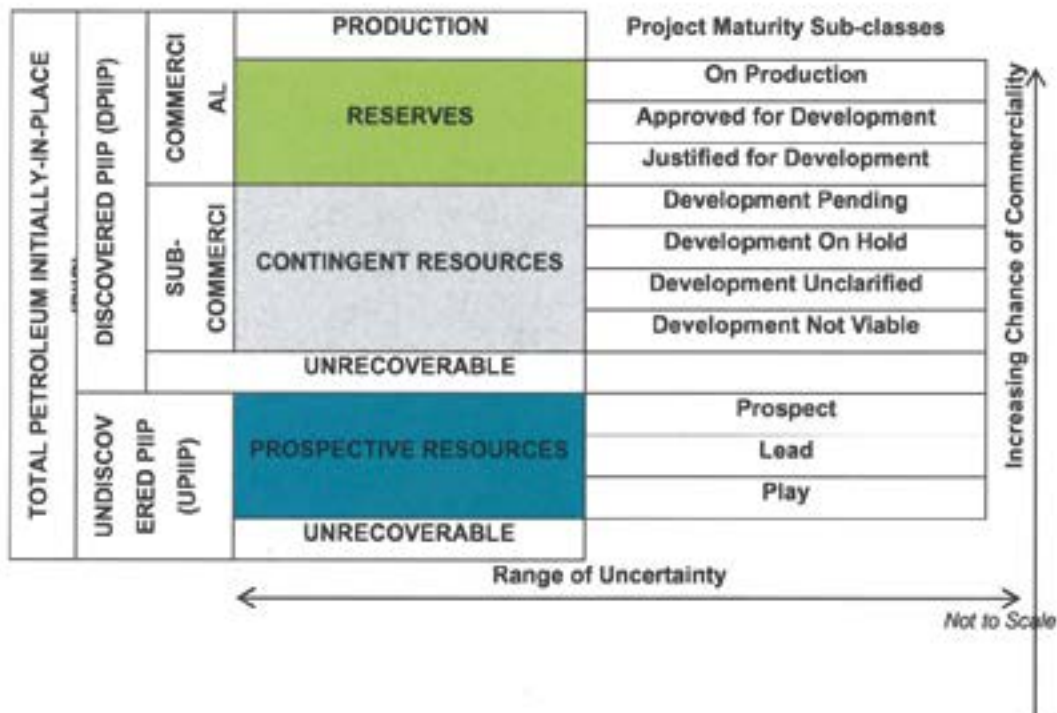 TOTAL PETROLEUM INITIALLY-IN-PLACE
DISCOVERED PIIP (DPIIP)
COMMERCI
AL
SUB-
COMMERCI
UNDISCOV
ERED PIIP
(UPIIP)
PRODUCTION
Project Maturity Sub-classes
RESERVES
On Production
Approved for Development
Justified for Development
CONTINGENT RESOURCES
Development Pending
Development On Hold
Development Unclarified
Development Not Viable
UNRECOVERABLE
PROSPECTIVE RESOURCES
Prospect
Lead
Play
UNRECOVERABLE
Increasing Chance of Commerciality
Range of Uncertainty
Not to Scale